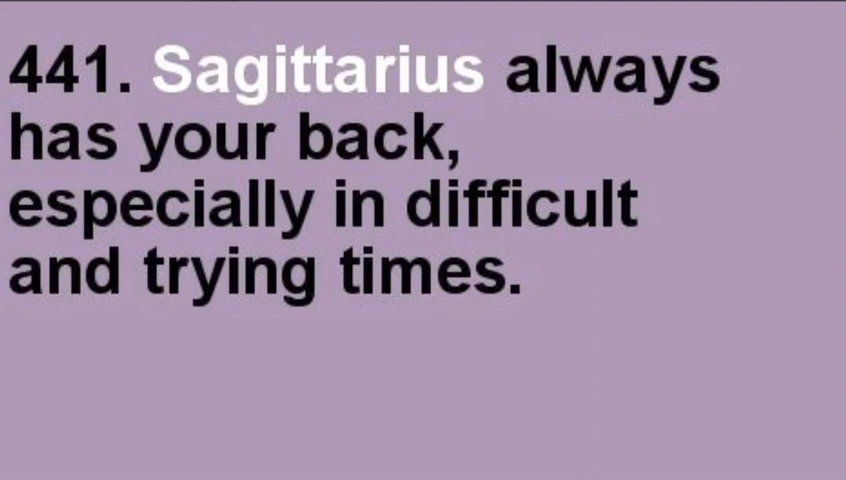 441. Sagittarius always
has your back,
especially in difficult
and trying times.